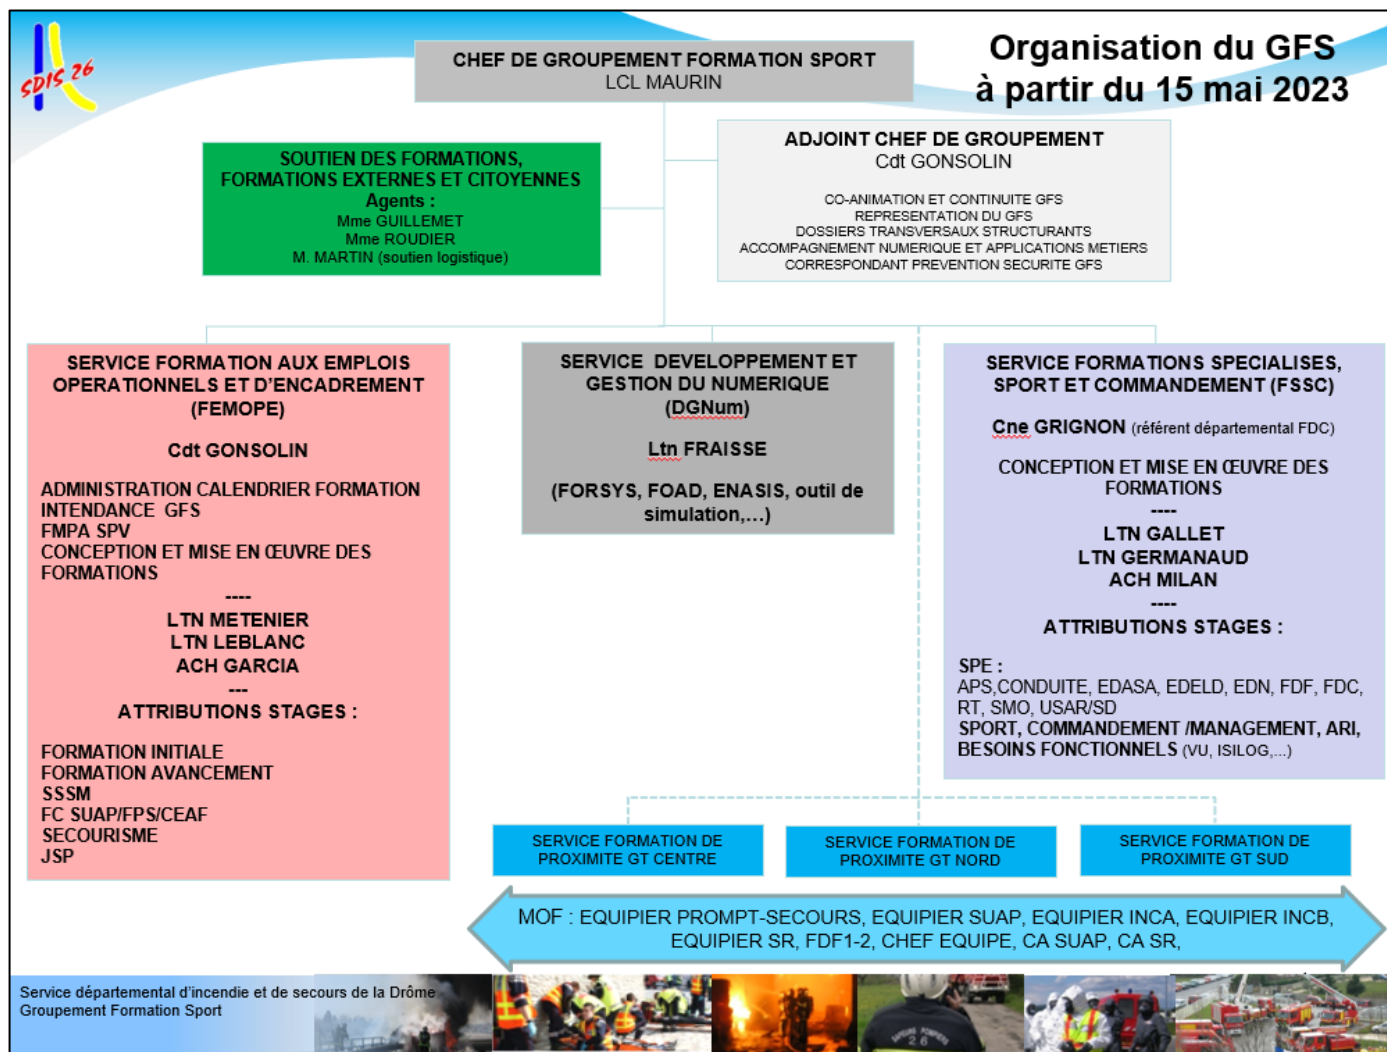 SDIS 26
Organisation du GFS
à partir du 15 mai 2023
CHEF DE GROUPEMENT FORMATION SPORT
LCL MAURIN
ADJOINT CHEF DE GROUPEMENT
Cdt GONSOLIN
CO-ANIMATION ET CONTINUITE GFS
REPRESENTATION DU GFS
DOSSIERS TRANSVERSAUX STRUCTURANTS
ACCOMPAGNEMENT NUMERIQUE ET APPLICATIONS METIERS
CORRESPONDANT PREVENTION SECURITE GFS
SOUTIEN DES FORMATIONS,
FORMATIONS EXTERNES ET CITOYENNES
Agents :
Mme GUILLEMET
Mme ROUDIER
M. MARTIN (soutien logistique)
SERVICE FORMATION AUX EMPLOIS
OPERATIONNELS ET D'ENCADREMENT
(FEMOPE)
Cdt GONSOLIN
ADMINISTRATION CALENDRIER FORMATION
INTENDANCE GFS
FMPA SPV
CONCEPTION ET MISE EN ŒUVRE DES
FORMATIONS
----
LTN METENIER
LTN LEBLANC
ACH GARCIA
---
ATTRIBUTIONS STAGES :
FORMATION INITIALE
FORMATION AVANCEMENT
SSSM
FC SUAP/FPS/CEAF
SECOURISME
JSP
SERVICE DEVELOPPEMENT ET
GESTION DU NUMERIQUE
(DGNum)
Ltn FRAISSE
(FORSYS, FOAD, ENASIS, outil de
simulation,…)
SERVICE FORMATIONS SPECIALISES,
SPORT ET COMMANDEMENT (FSSC)
Cne GRIGNON (référent départemental FDC)
CONCEPTION ET MISE EN ŒUVRE DES
FORMATIONS
----
LTN GALLET
LTN GERMANAUD
ACH MILAN
----
ATTRIBUTIONS STAGES :
SPE :
APS,CONDUITE, EDASA, EDELD, EDN, FDF, FDC,
RT, SMO, USAR/SD
SPORT, COMMANDEMENT /MANAGEMENT, ARI,
BESOINS FONCTIONNELS (VU, ISILOG,...)
SERVICE FORMATION DE
PROXIMITE GT CENTRE
SERVICE FORMATION DE
PROXIMITE GT NORD
SERVICE FORMATION DE
PROXIMITE GT SUD
MOF : EQUIPIER PROMPT-SECOURS, EQUIPIER SUAP, EQUIPIER INCA, EQUIPIER INCB,
EQUIPIER SR, FDF1-2, CHEF EQUIPE, CA SUAP, CA SR,
Service départemental d'incendie et de secours de la Drôme
Groupement Formation Sport
SAPEURS POMPIERS
26